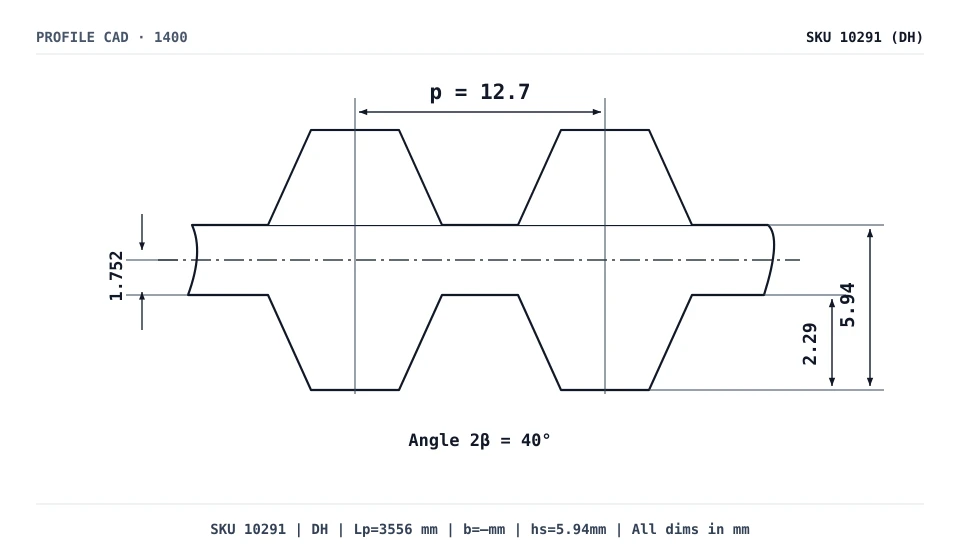 PROFILE CAD · 1400
SKU 10291 (DH)
p = 12.7
1.752
5.94
2.29
Angle 2β = 40°
SKU 10291 | DH | Lp=3556 mm | b=—mm | hs=5.94mm | All dims in mm